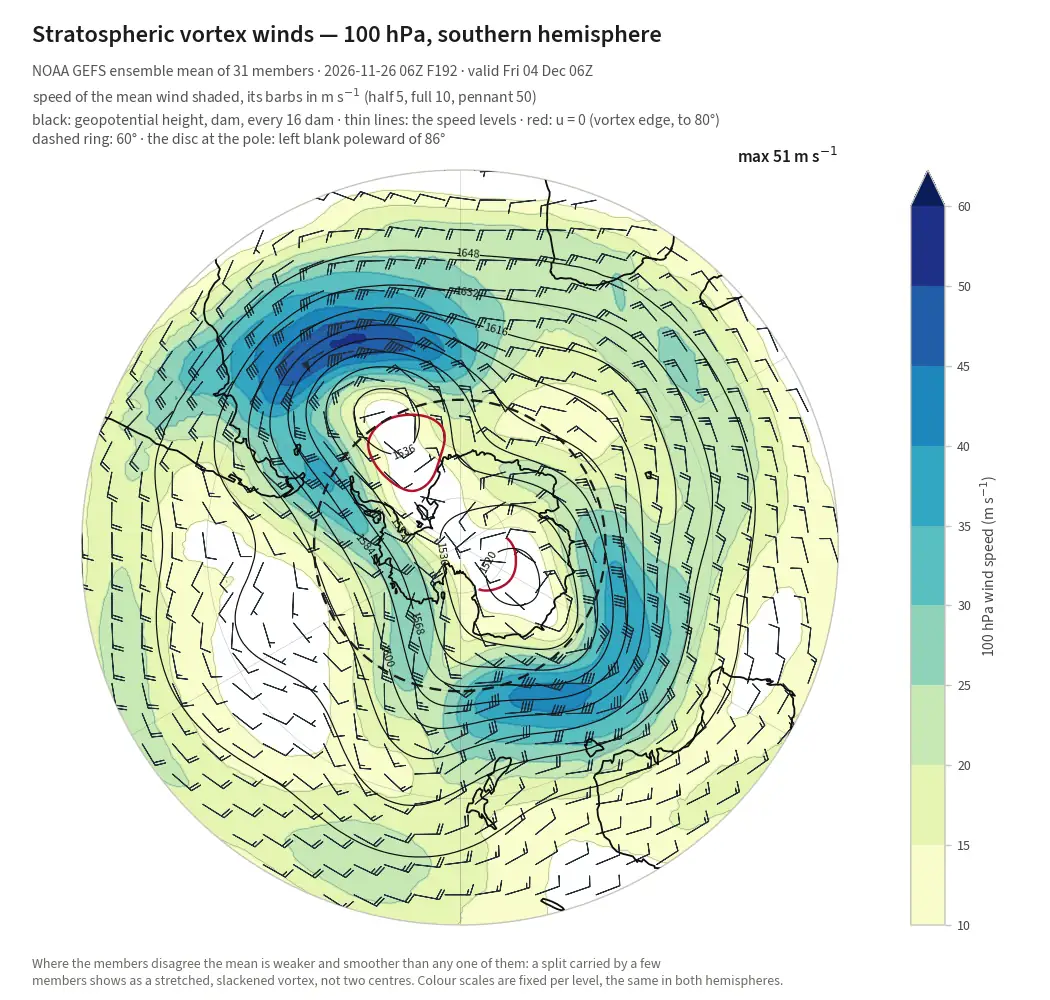 Stratospheric vortex winds — 100 hPa, southern hemisphere
NOAA GEFS ensemble mean of 31 members · 2026-11-26 06Z F192 · valid Fri 04 Dec 06Z
speed of the mean wind shaded, its barbs in m s⁻¹ (half 5, full 10, pennant 50)
black: geopotential height, dam, every 16 dam · thin lines: the speed levels · red: u = 0 (vortex edge, to 80°)
dashed ring: 60° · the disc at the pole: left blank poleward of 86°
max 51 m s⁻¹
1648
1632
1616
1536
1584
1536
1520
1568
1600
60
50
45
40
35
30
25
20
15
10
100 hPa wind speed (m s⁻¹)
Where the members disagree the mean is weaker and smoother than any one of them: a split carried by a few
members shows as a stretched, slackened vortex, not two centres. Colour scales are fixed per level, the same in both hemispheres.